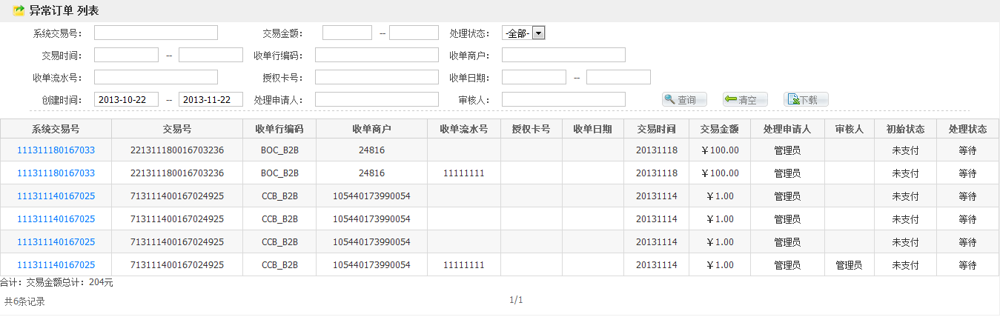 异常订单 列表
系统交易号： 交易金额： -- 处理状态： -全部-
交易时间： -- 收单行编码： 收单商户：
收单流水号： 授权卡号： 收单日期： --
创建时间： 2013-10-22 -- 2013-11-22 处理申请人： 审核人： 查询 清空 下载
系统交易号 交易号 收单行编码 收单商户 收单流水号 授权卡号 收单日期 交易时间 交易金额 处理申请人 审核人 初始状态 处理状态
111311180167033 221311180016703236 BOC_B2B 24816 20131118 ￥100.00 管理员 未支付 等待
111311180167033 221311180016703236 BOC_B2B 24816 11111111 20131118 ￥100.00 管理员 未支付 等待
111311140167025 713111400167024925 CCB_B2B 105440173990054 20131114 ￥1.00 管理员 未支付 等待
111311140167025 713111400167024925 CCB_B2B 105440173990054 20131114 ￥1.00 管理员 未支付 等待
111311140167025 713111400167024925 CCB_B2B 105440173990054 20131114 ￥1.00 管理员 未支付 等待
111311140167025 713111400167024925 CCB_B2B 105440173990054 11111111 20131114 ￥1.00 管理员 管理员 未支付 等待
合计：交易金额总计：204元
共6条记录 1/1